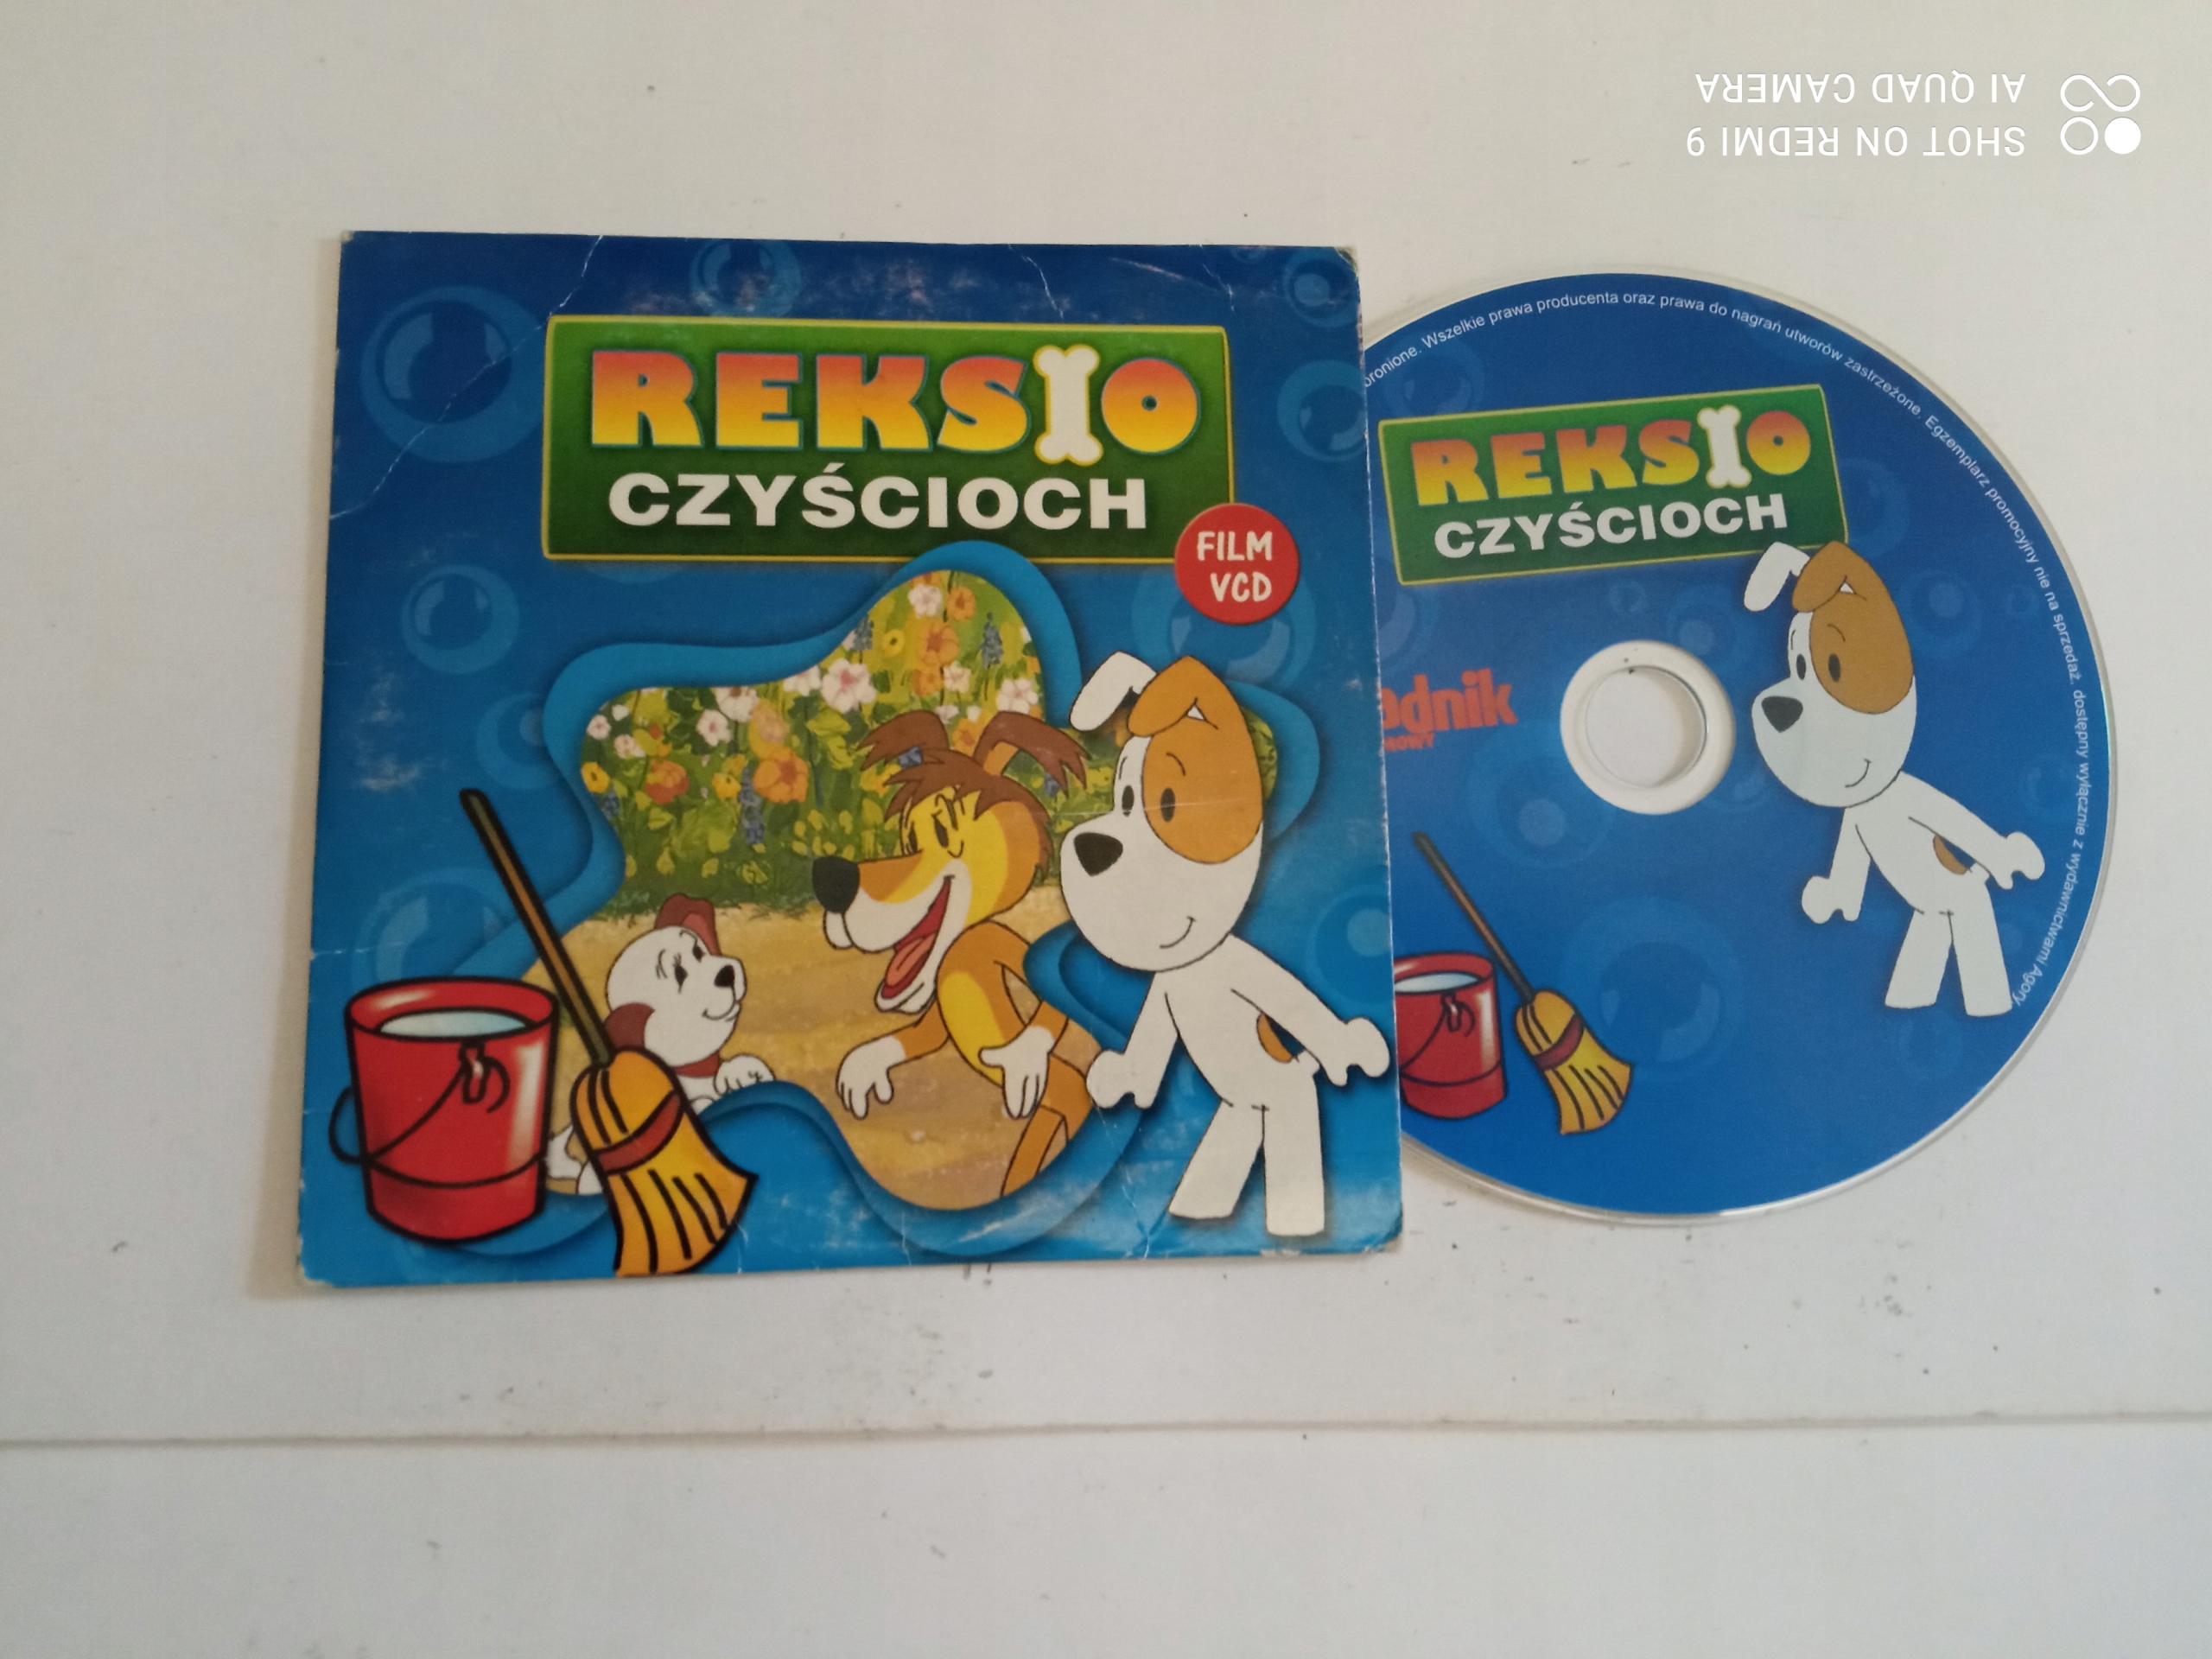 SHOT ON REDMI 9
AI QUAD CAMERA
REKSIO
CZYŚCIOCH
FILM
VCD
Wszelkie prawa producenta oraz prawa do nagrań utworów zastrzeżone. Egzemplarz promocyjny nie na sprzedaż, dostępny wyłącznie z wydawnictwami Agory
REKSIO
CZYŚCIOCH